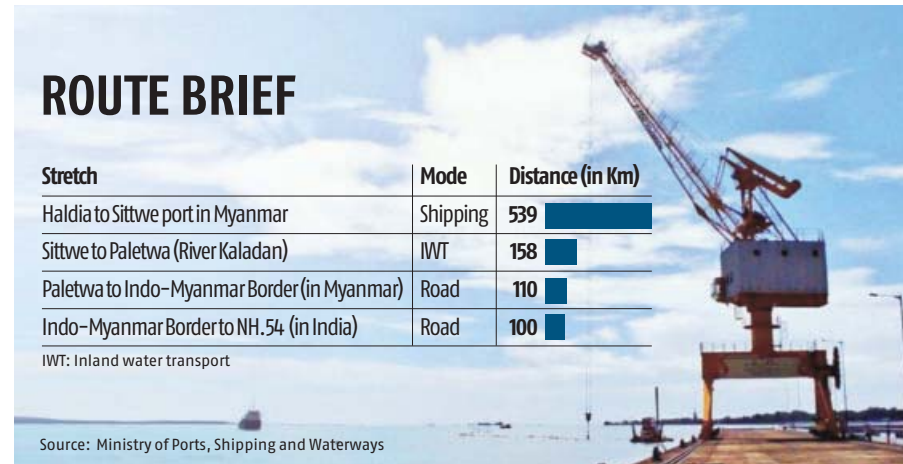 ROUTE BRIEF
Stretch Mode Distance (in Km)
Haldia to Sittwe port in Myanmar Shipping 539
Sittwe to Paletwa (River Kaladan) IWT 158
Paletwa to Indo-Myanmar Border (in Myanmar) Road 110
Indo-Myanmar Border to NH.54 (in India) Road 100
IWT: Inland water transport
Source: Ministry of Ports, Shipping and Waterways